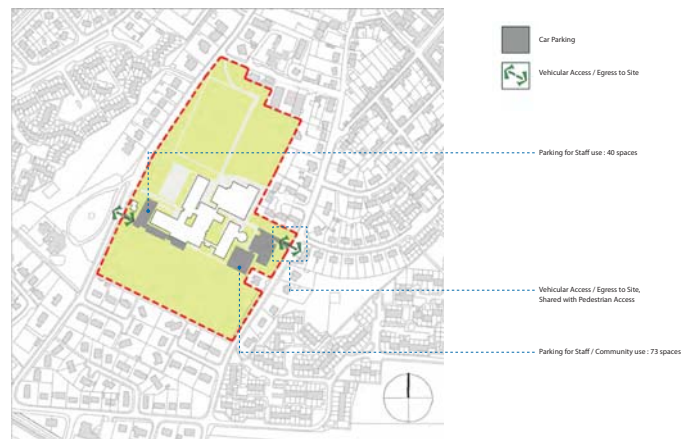 Car Parking
Vehicular Access / Egress to Site
Parking for Staff use : 40 spaces
Vehicular Access / Egress to Site,
Shared with Pedestrian Access
Parking for Staff / Community use : 73 spaces